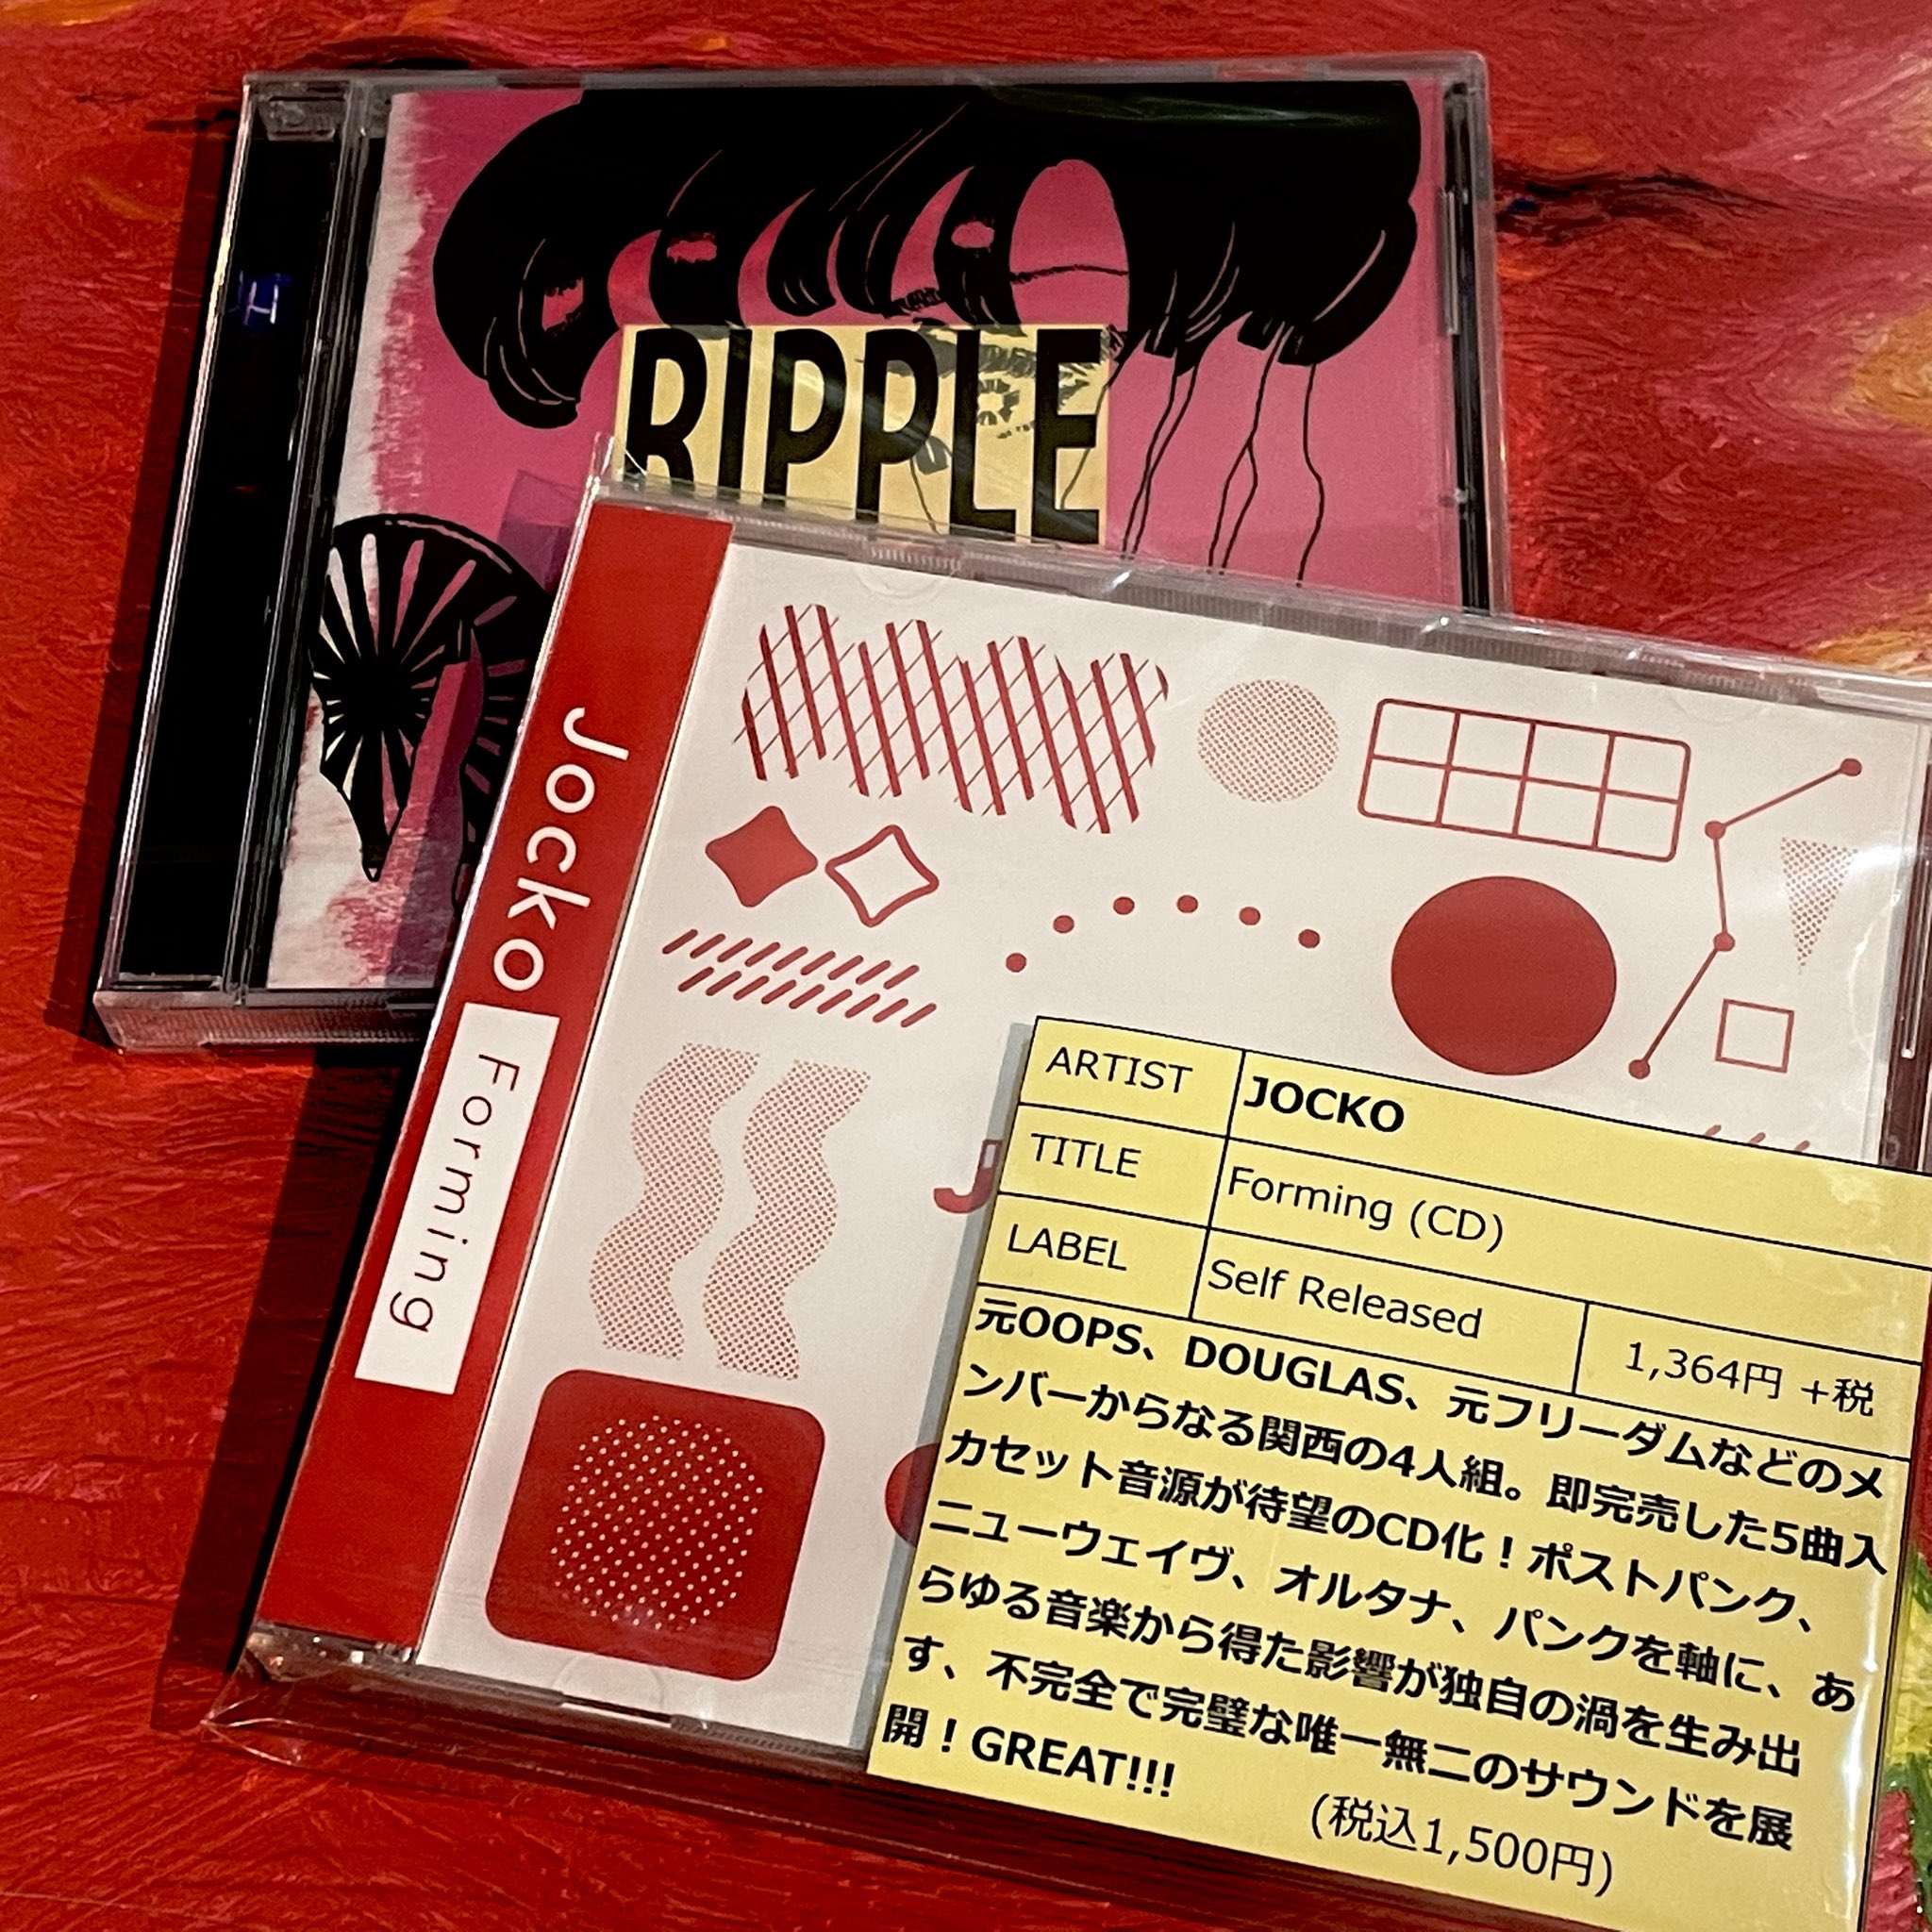 RIPPLE
Jocko
Forming
J
ARTIST JOCKO
TITLE Forming (CD)
LABEL Self Released 1,364円 +税
元OOPS、DOUGLAS、元フリーダムなどのメ
ンバーからなる関西の4人組。即完売した5曲入
カセット音源が待望のCD化！ポストパンク、
ニューウェイヴ、オルタナ、パンクを軸に、あ
らゆる音楽から得た影響が独自の渦を生み出
す、不完全で完璧な唯一無二のサウンドを展
開！GREAT!!!
(税込1,500円)